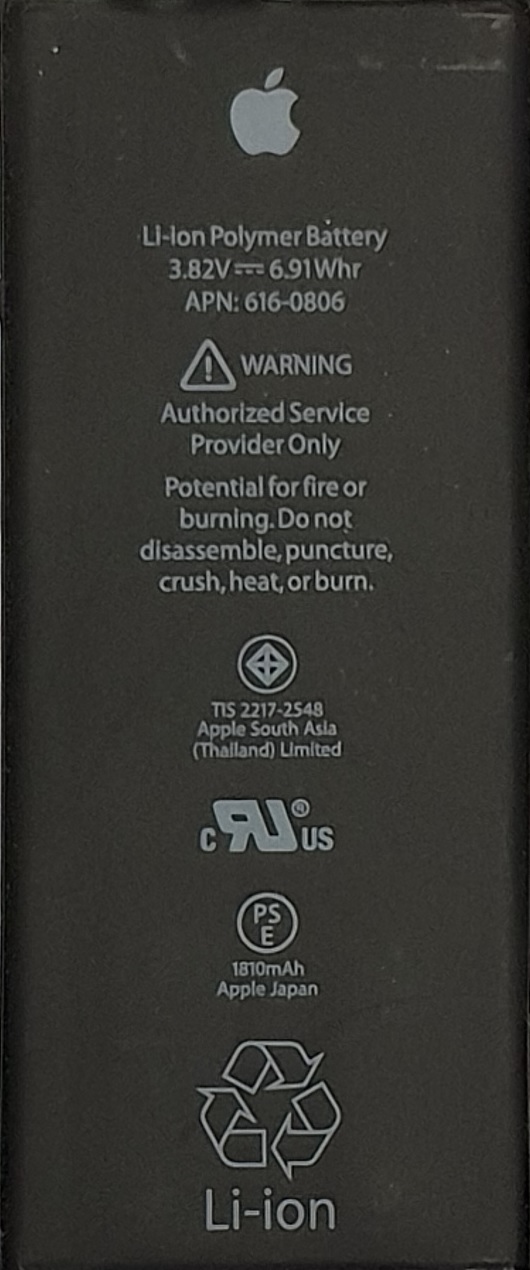 Li-Ion Polymer Battery
3.82V⎓6.91Whr
APN: 616-0806
WARNING
Authorized Service
Provider Only
Potential for fire or
burning. Do not
disassemble, puncture,
crush, heat, or burn.
TIS 2217-2548
Apple South Asia
(Thailand) Limited
c RU® US
PS
E
1810mAh
Apple Japan
Li-ion